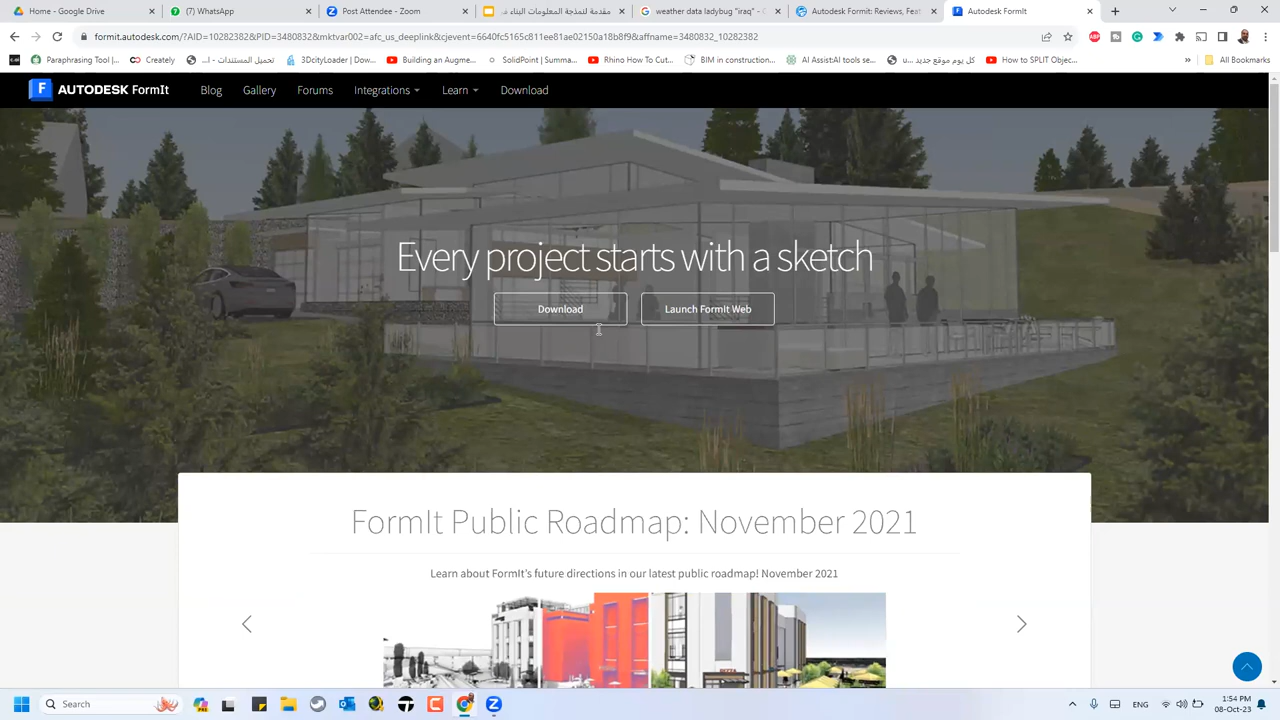 Home - Google Drive
(7) WhatsApp
Post Attendee - Zoom
مقدمة لنمذجة المعلومات البناء ف
weather data ladybug "iraq" - G
Autodesk Formit: Reviews, Feat
Autodesk FormIt
formit.autodesk.com/?AID=10282382&PID=3480832&mktvar002=afc_us_deeplink&cjevent=6640fc5165c811ee81ae02150a18b8f9&affname=3480832_10282382
Paraphrasing Tool |...
Creately
تحميل المستندات ا...
3DCityLoader | Dow...
Building an Augme...
SolidPoint | Summa...
Rhino How To Cut...
BIM in construction...
AI AssistAI tools se...
كل يوم موقع جديد u...
How to SPLIT Objec...
»
All Bookmarks
AUTODESK FormIt
Blog
Gallery
Forums
Integrations
Learn
Download
Every project starts with a sketch
Download
Launch FormIt Web
FormIt Public Roadmap: November 2021
Learn about FormIt's future directions in our latest public roadmap! November 2021
Search
ENG
1:54 PM
08-Oct-23